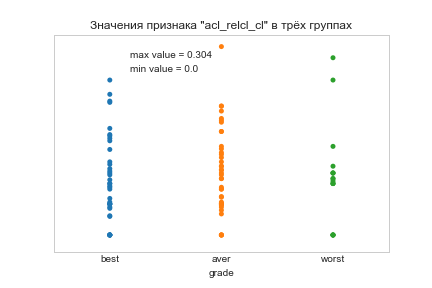 Значения признака "acl_relcl_cl" в трёх группах
max value = 0.304
min value = 0.0
best aver worst
grade